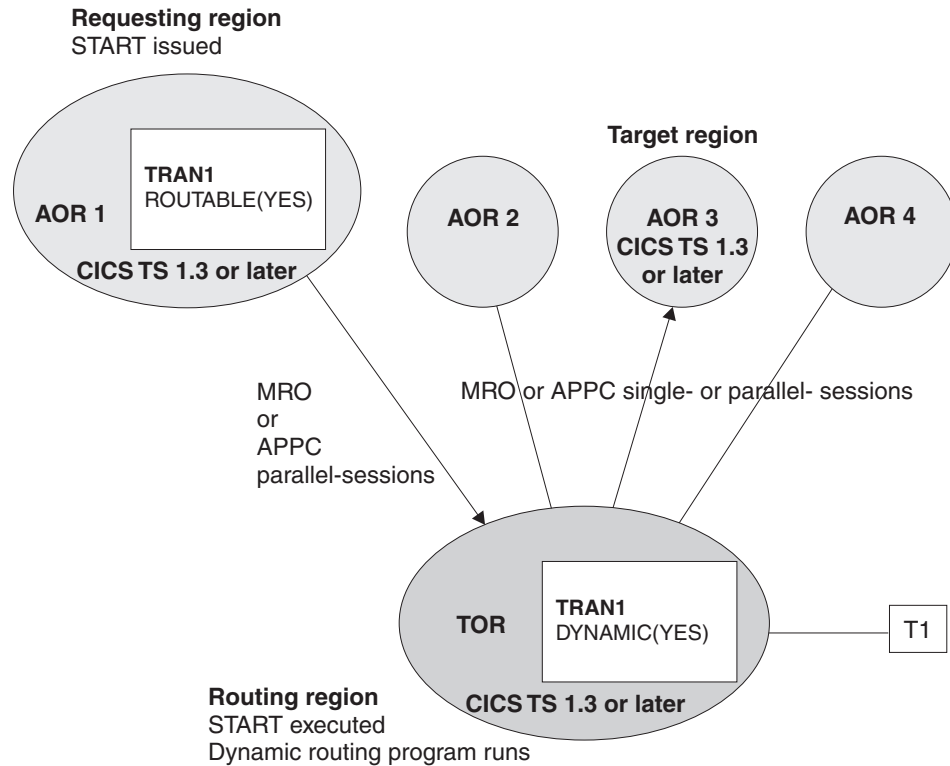 Requesting region
START issued
TRAN1
ROUTABLE(YES)
AOR 1
CICS TS 1.3 or later
AOR 2
Target region
AOR 3
CICS TS 1.3
or later
AOR 4
MRO
or
APPC
parallel-sessions
MRO or APPC single- or parallel- sessions
TOR
TRAN1
DYNAMIC(YES)
CICS TS 1.3 or later
T1
Routing region
START executed
Dynamic routing program runs